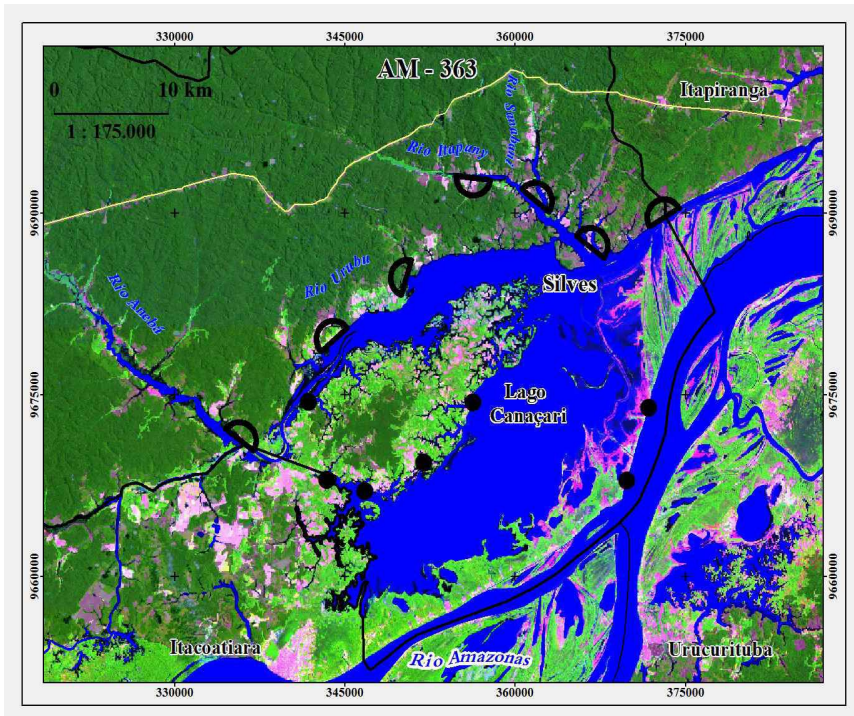 330000 345000 360000 375000
AM - 363
0 10 km
1 : 175.000
Itapiranga
Rio Sanabani
Rio Itapany
9690000 9690000
Rio Urubu
Silves
Rio Anebá
9675000 9675000
Lago
Canaçari
9660000 9660000
Itacoatiara
Rio Amazonas
Urucurituba
330000 345000 360000 375000